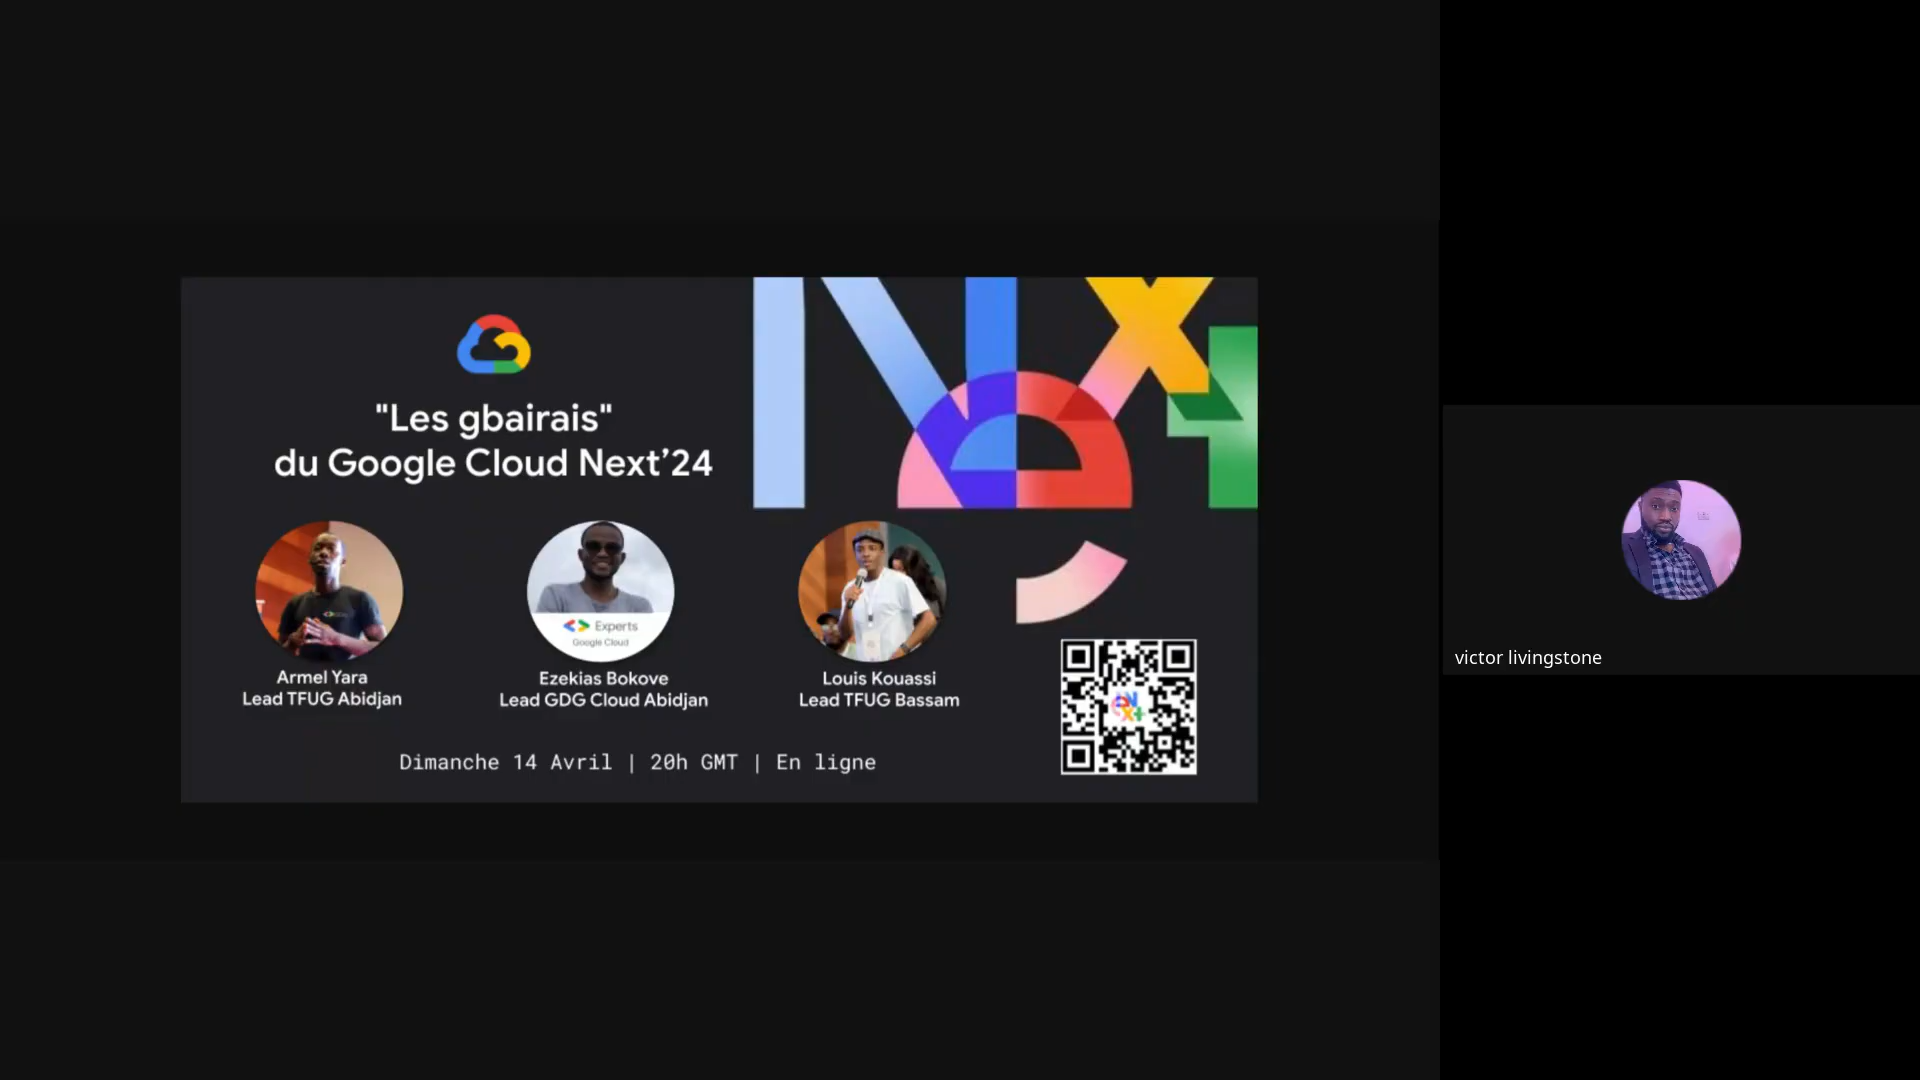 "Les gbairais"
du Google Cloud Next’24
Next
Experts
Google Cloud
Armel Yara
Lead TFUG Abidjan
Ezekias Bokove
Lead GDG Cloud Abidjan
Louis Kouassi
Lead TFUG Bassam
Dimanche 14 Avril | 20h GMT | En ligne
victor livingstone